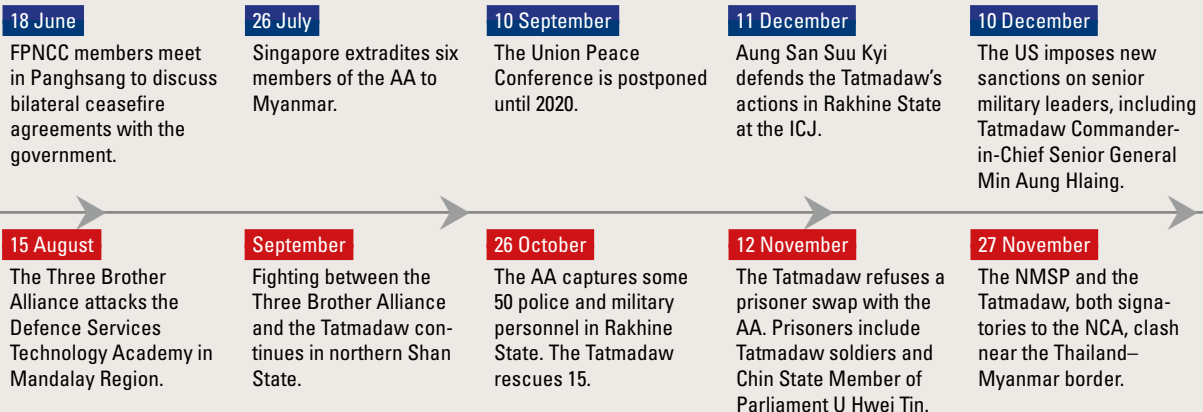 18 June
FPNCC members meet
in Panghsang to discuss
bilateral ceasefire
agreements with the
government.
26 July
Singapore extradites six
members of the AA to
Myanmar.
10 September
The Union Peace
Conference is postponed
until 2020.
11 December
Aung San Suu Kyi
defends the Tatmadaw's
actions in Rakhine State
at the ICJ.
10 December
The US imposes new
sanctions on senior
military leaders, including
Tatmadaw Commander-
in-Chief Senior General
Min Aung Hlaing.
15 August
The Three Brother
Alliance attacks the
Defence Services
Technology Academy in
Mandalay Region.
September
Fighting between the
Three Brother Alliance
and the Tatmadaw con-
tinues in northern Shan
State.
26 October
The AA captures some
50 police and military
personnel in Rakhine
State. The Tatmadaw
rescues 15.
12 November
The Tatmadaw refuses a
prisoner swap with the
AA. Prisoners include
Tatmadaw soldiers and
Chin State Member of
Parliament U Hwei Tin.
27 November
The NMSP and the
Tatmadaw, both signa-
tories to the NCA, clash
near the Thailand–
Myanmar border.